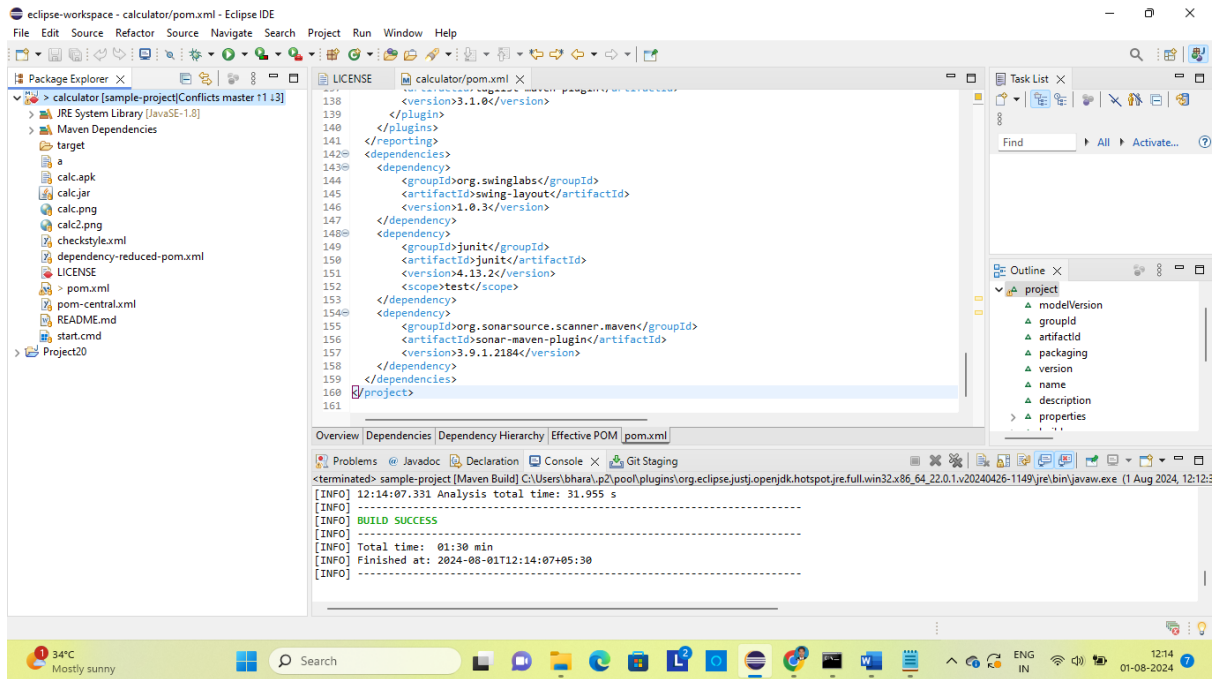 eclipse-workspace - calculator/pom.xml - Eclipse IDE
File Edit Source Refactor Source Navigate Search Project Run Window Help
Package Explorer
> calculator [sample-project|Conflicts master ↑1 ↓3]
JRE System Library [JavaSE-1.8]
Maven Dependencies
target
a
calc.apk
calc.jar
calc.png
calc2.png
checkstyle.xml
dependency-reduced-pom.xml
LICENSE
> pom.xml
pom-central.xml
README.md
start.cmd
Project20
LICENSE calculator/pom.xml
138 <version>3.1.0</version>
139 </plugin>
140 </plugins>
141 </reporting>
142 <dependencies>
143 <dependency>
144 <groupId>org.swinglabs</groupId>
145 <artifactId>swing-layout</artifactId>
146 <version>1.0.3</version>
147 </dependency>
148 <dependency>
149 <groupId>junit</groupId>
150 <artifactId>junit</artifactId>
151 <version>4.13.2</version>
152 <scope>test</scope>
153 </dependency>
154 <dependency>
155 <groupId>org.sonarsource.scanner.maven</groupId>
156 <artifactId>sonar-maven-plugin</artifactId>
157 <version>3.9.1.2184</version>
158 </dependency>
159 </dependencies>
160 </project>
161
Overview Dependencies Dependency Hierarchy Effective POM pom.xml
Task List
Find All Activate...
Outline
project
modelVersion
groupId
artifactId
packaging
version
name
description
properties
Problems @ Javadoc Declaration Console Git Staging
<terminated> sample-project [Maven Build] C:\Users\bhara\.p2\pool\plugins\org.eclipse.justj.openjdk.hotspot.jre.full.win32.x86_64_22.0.1.v20240426-1149\jre\bin\javaw.exe (1 Aug 2024, 12:12:3
[INFO] 12:14:07.331 Analysis total time: 31.955 s
[INFO] ------------------------------------------------------------------------
[INFO] BUILD SUCCESS
[INFO] ------------------------------------------------------------------------
[INFO] Total time: 01:30 min
[INFO] Finished at: 2024-08-01T12:14:07+05:30
[INFO] ------------------------------------------------------------------------
1
34°C
Mostly sunny
Search
2
ENG
IN
12:14
01-08-2024
7